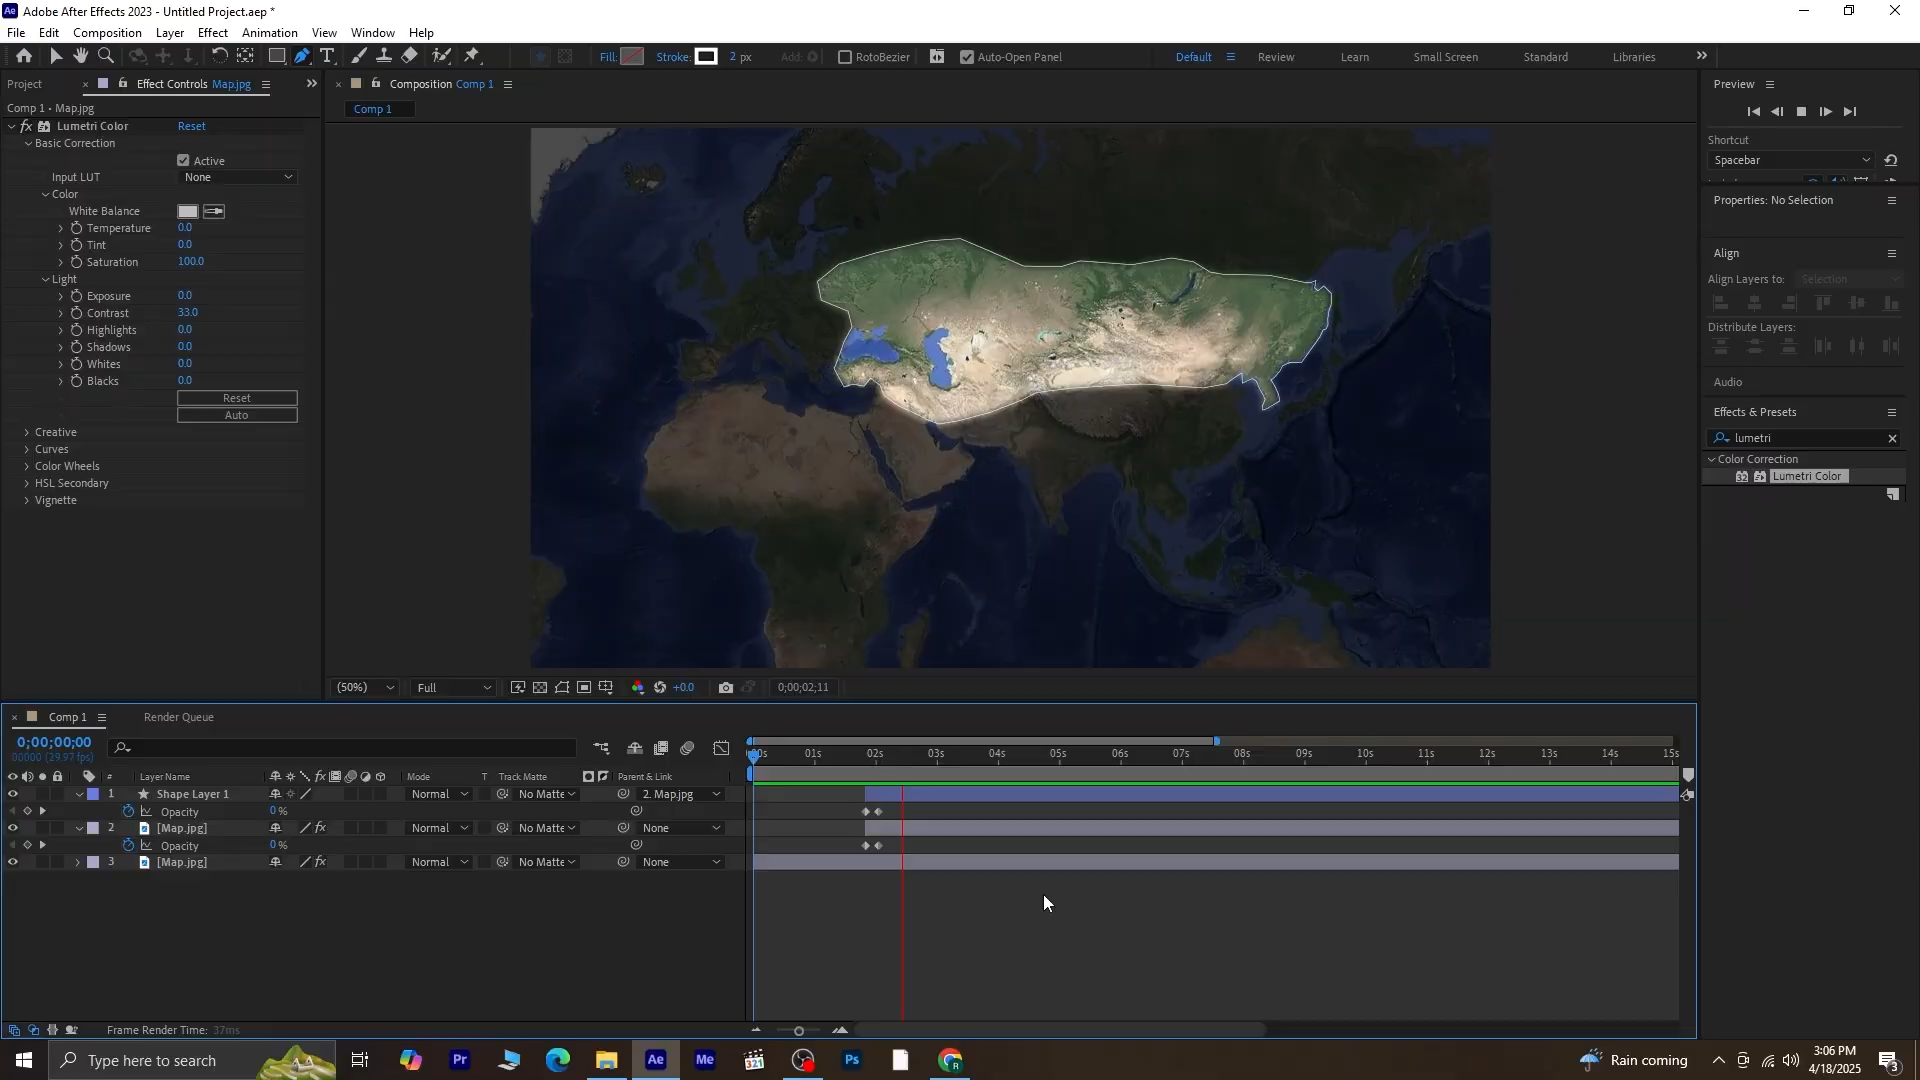 Adobe After Effects 2023 - Untitled Project.aep *
File Edit Composition Layer Effect Animation View Window Help
Fill: Stroke: 2 px Add: RotoBezier Auto-Open Panel Default Review Learn Small Screen Standard Libraries
Project Effect Controls Map.jpg
Comp 1 • Map.jpg
Lumetri Color Reset
Basic Correction
Active
Input LUT None
Color
White Balance
Temperature 0.0
Tint 0.0
Saturation 100.0
Light
Exposure 0.0
Contrast 33.0
Highlights 0.0
Shadows 0.0
Whites 0.0
Blacks 0.0
Reset
Auto
Creative
Curves
Color Wheels
HSL Secondary
Vignette
Composition Comp 1
Comp 1
(50%) Full +0.0 0;00;02;11
Preview
Shortcut
Spacebar
Properties: No Selection
Align
Align Layers to: Selection
Distribute Layers:
Audio
Effects & Presets
lumetri
Color Correction
32 Lumetri Color
Comp 1 Render Queue
0;00;00;00
00000 (29.97 fps)
:00s 01s 02s 03s 04s 05s 06s 07s 08s 09s 10s 11s 12s 13s 14s 15s
# Layer Name Mode T Track Matte Parent & Link
1 Shape Layer 1 Normal No Matte 2. Map.jpg
Opacity 0 %
2 [Map.jpg] Normal No Matte None
Opacity 0 %
3 [Map.jpg] Normal No Matte None
Frame Render Time: 37ms
Type here to search
Pr Ae Me 321 Ps
Rain coming
3:06 PM
4/18/2025
3